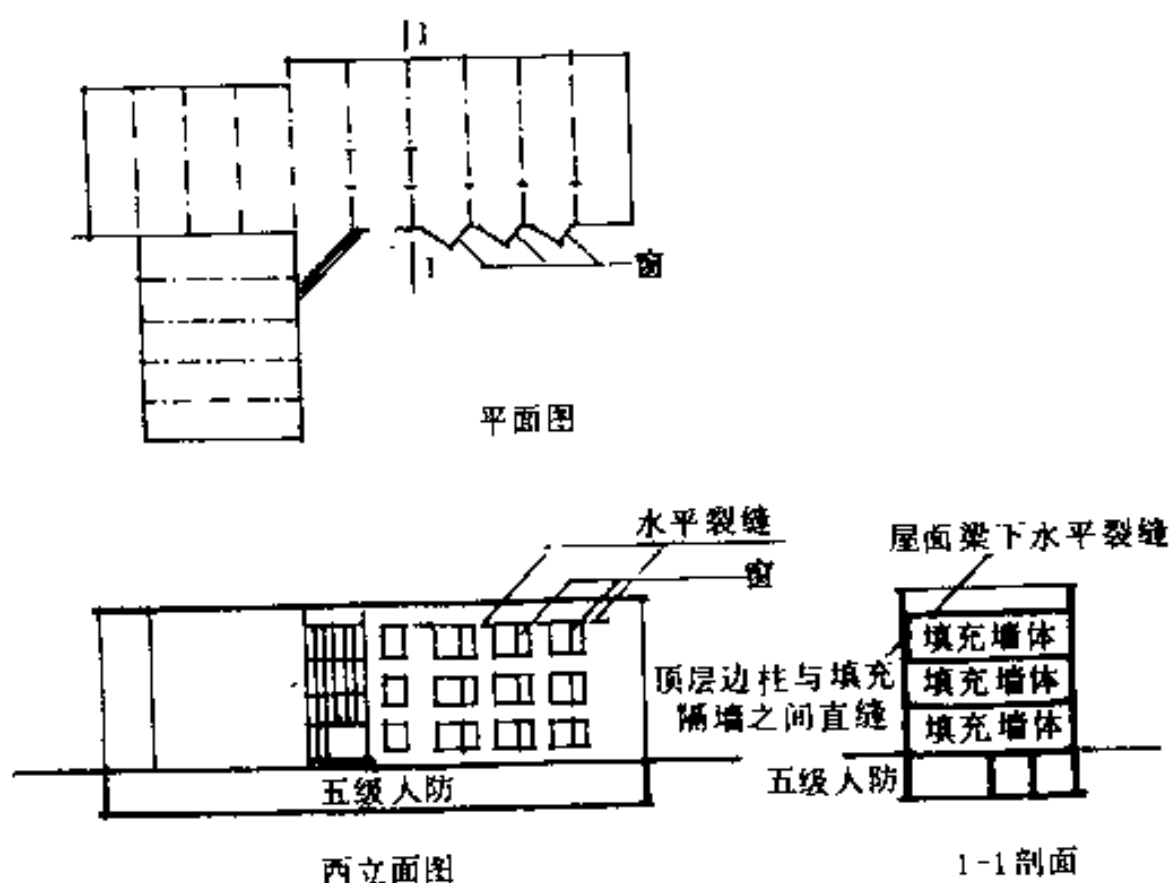 1
窗
1
平面图
水平裂缝
窗
屋面梁下水平裂缝
填充墙体
顶层边柱与填充
隔墙之间直缝
填充墙体
填充墙体
五级人防
五级人防
西立面图
1-1剖面